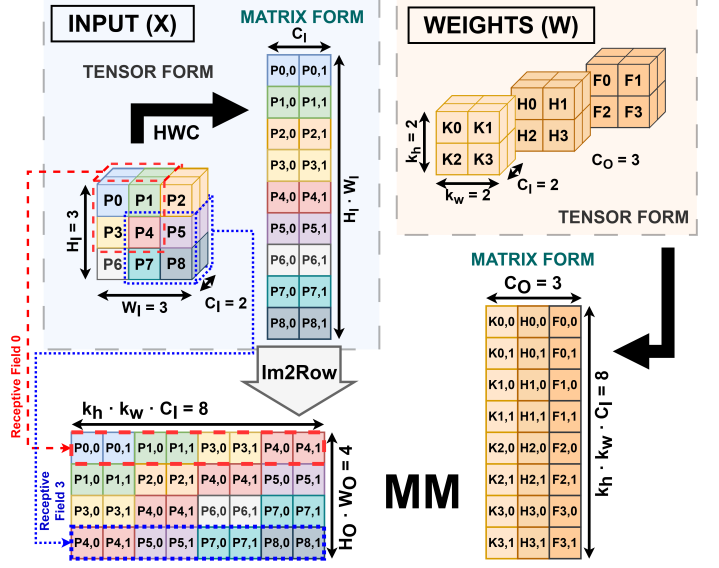 INPUT (X)
TENSOR FORM
HWC
MATRIX FORM
C_I
P0,0 P0,1
P1,0 P1,1
P2,0 P2,1
P3,0 P3,1
P4,0 P4,1
P5,0 P5,1
P6,0 P6,1
P7,0 P7,1
P8,0 P8,1
H_I · W_I
P0 P1 P2
P3 P4 P5
P6 P7 P8
H_I = 3
W_I = 3
C_I = 2
WEIGHTS (W)
K0 K1
K2 K3
H0 H1
H2 H3
F0 F1
F2 F3
k_h = 2
k_w = 2
C_I = 2
C_O = 3
TENSOR FORM
Receptive Field 0
Receptive
Field 3
Im2Row
k_h · k_w · C_I = 8
P0,0 P0,1 P1,0 P1,1 P3,0 P3,1 P4,0 P4,1
P1,0 P1,1 P2,0 P2,1 P4,0 P4,1 P5,0 P5,1
P3,0 P3,1 P4,0 P4,1 P6,0 P6,1 P7,0 P7,1
P4,0 P4,1 P5,0 P5,1 P7,0 P7,1 P8,0 P8,1
H_O · W_O = 4
MM
MATRIX FORM
C_O = 3
K0,0 H0,0 F0,0
K0,1 H0,1 F0,1
K1,0 H1,0 F1,0
K1,1 H1,1 F1,1
K2,0 H2,0 F2,0
K2,1 H2,1 F2,1
K3,0 H3,0 F3,0
K3,1 H3,1 F3,1
k_h · k_w · C_I = 8